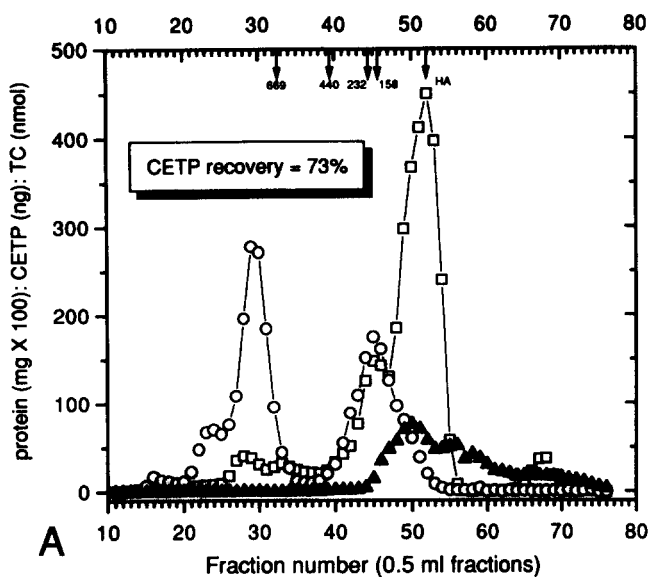 10 20 30 40 50 60 70 80
669 440 232 158 HA
500
400
300
200
100
0
CETP recovery = 73%
protein (mg X 100): CETP (ng): TC (nmol)
10 20 30 40 50 60 70 80
A
Fraction number (0.5 ml fractions)